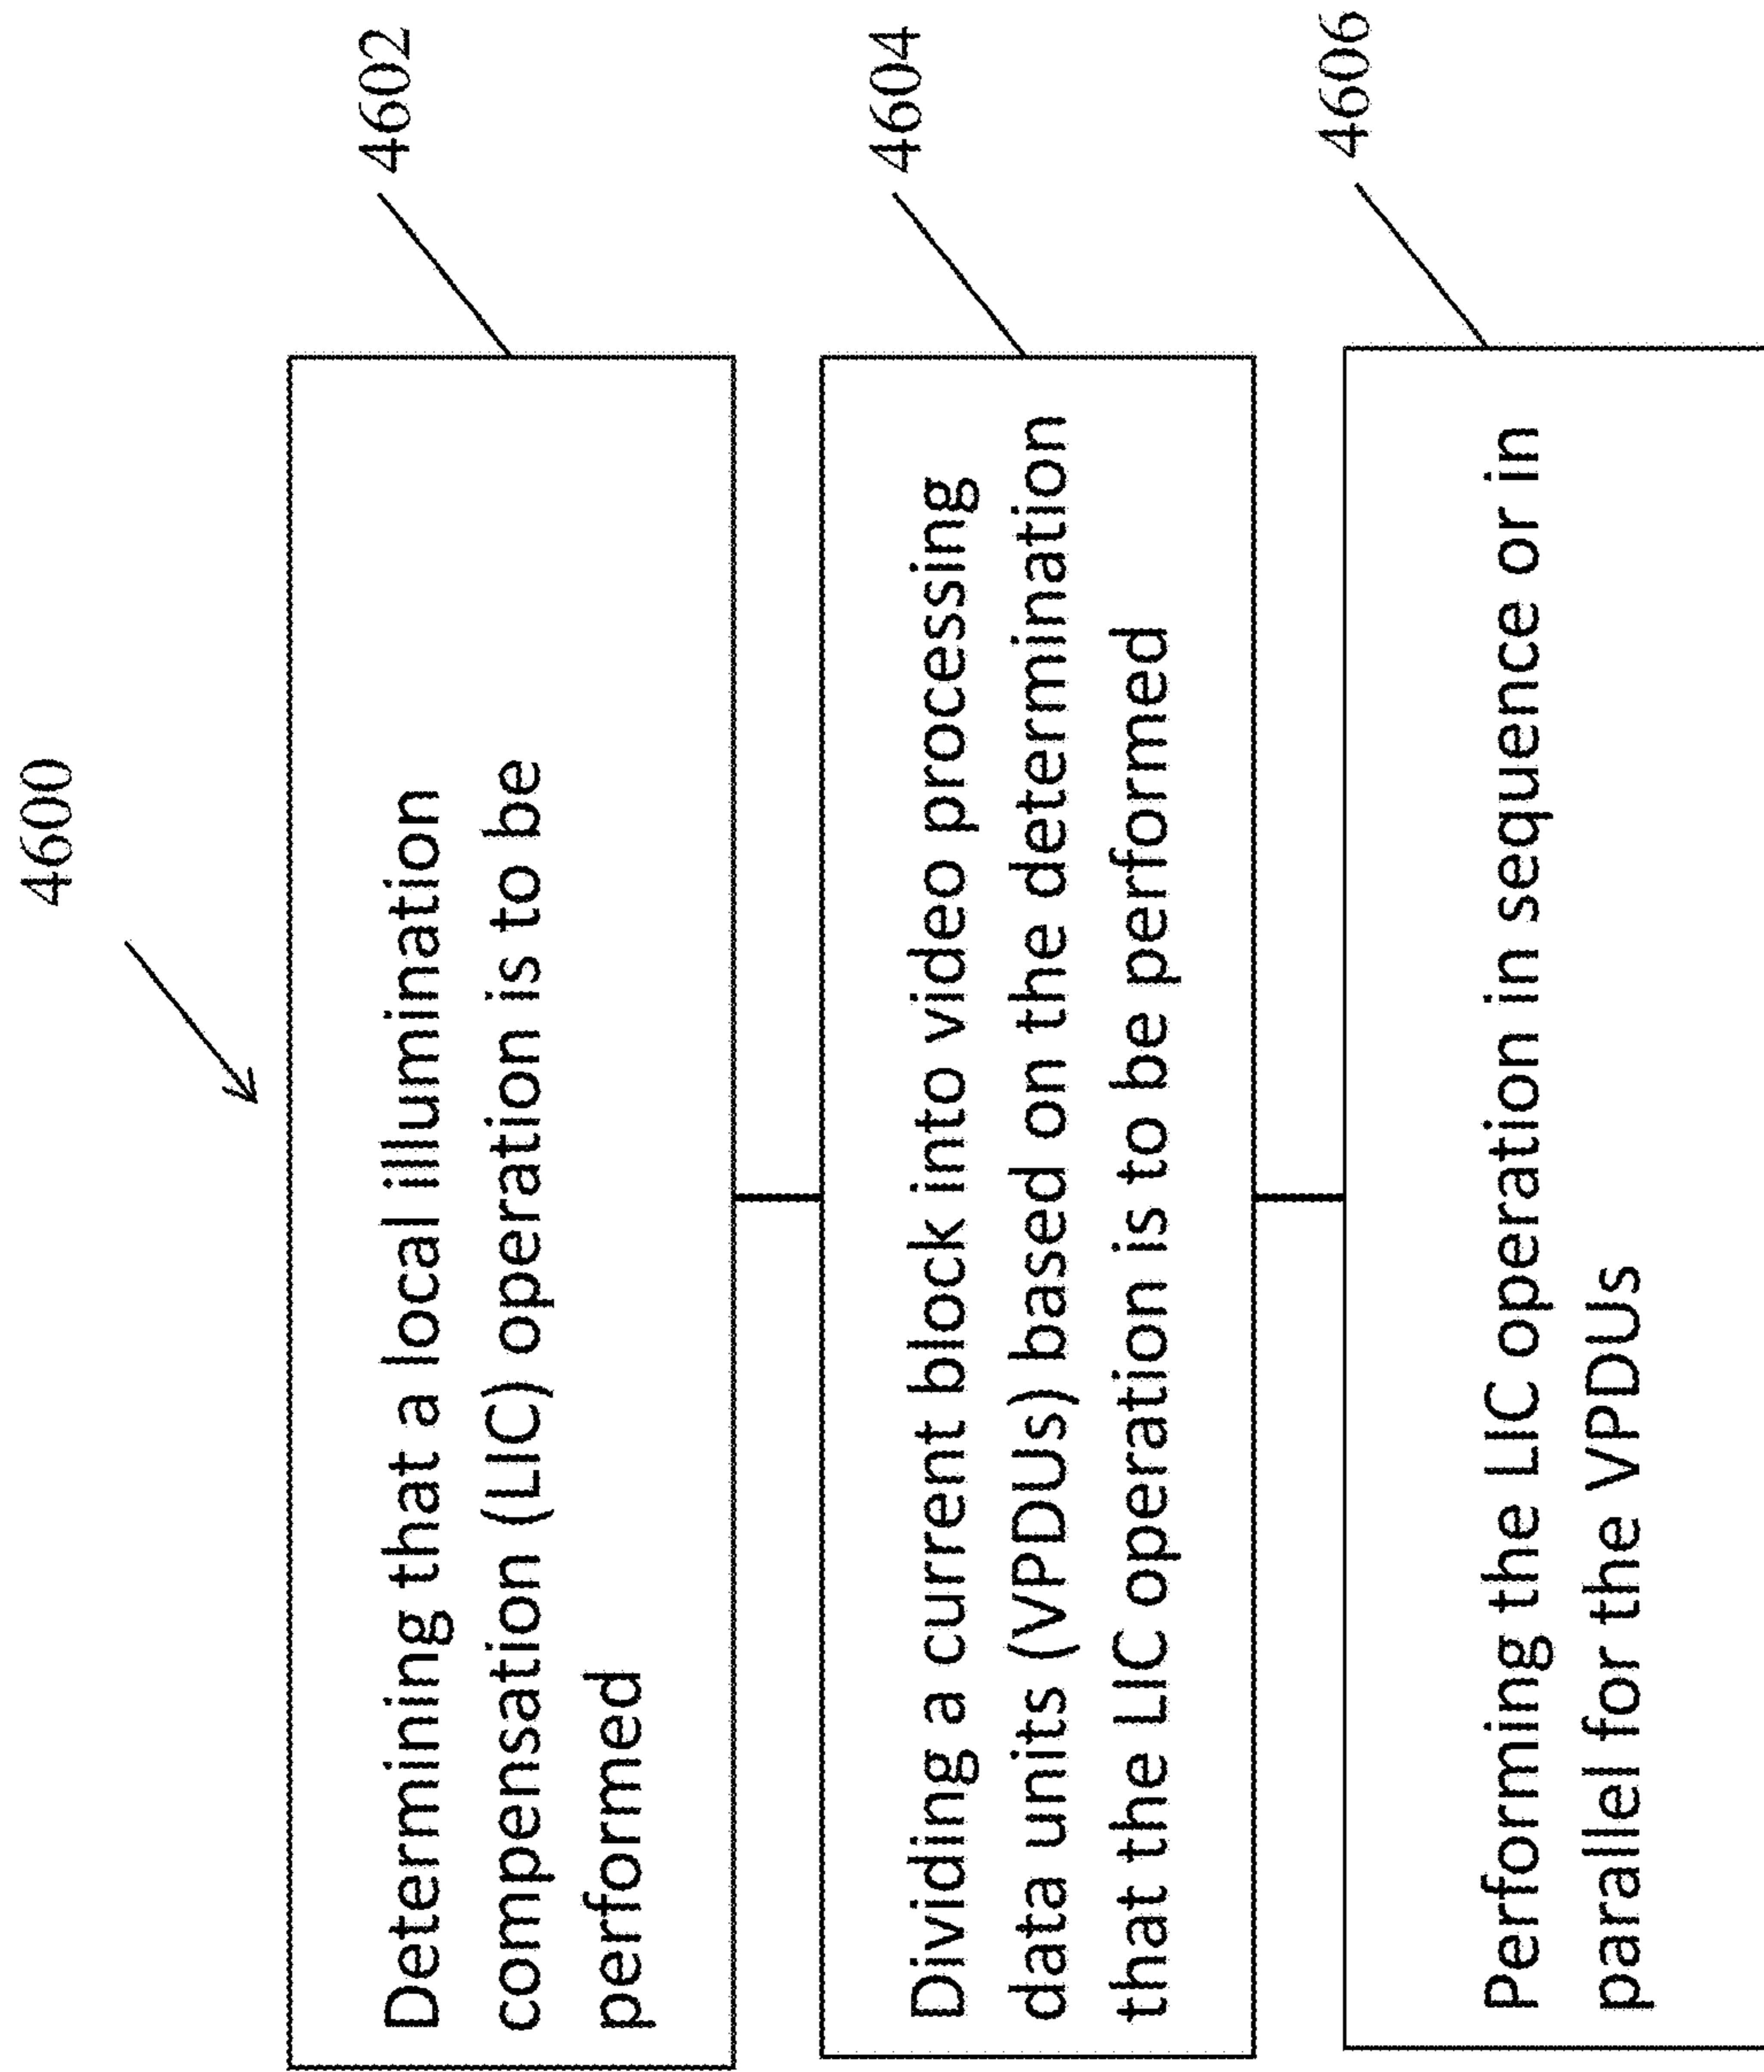 4600
Determining that a local illumination
compensation (LIC) operation is to be
performed
4602
Dividing a current block into video processing
data units (VPDUs) based on the determination
that the LIC operation is to be performed
4604
Performing the LIC operation in sequence or in
parallel for the VPDUs
4606